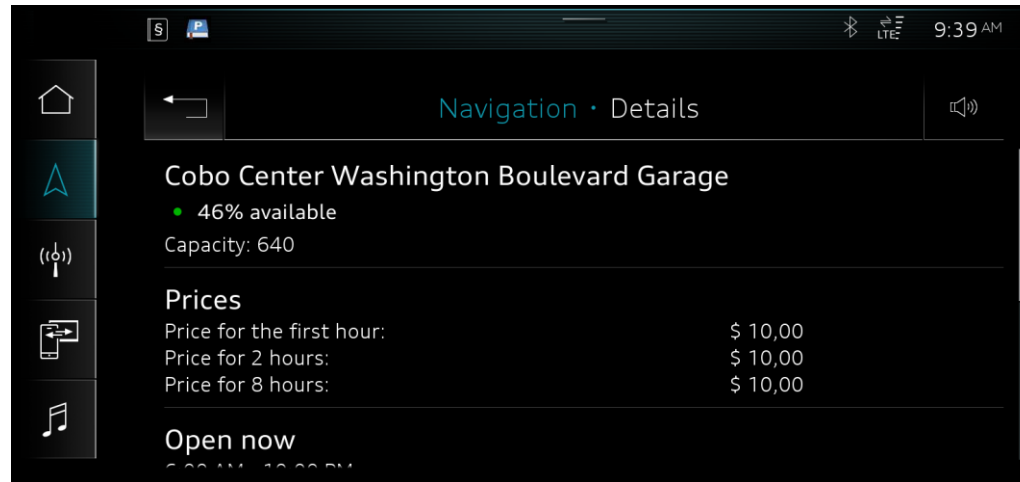 § P LTE 9:39 AM
Navigation · Details
Cobo Center Washington Boulevard Garage
• 46% available
Capacity: 640
Prices
Price for the first hour: $ 10,00
Price for 2 hours: $ 10,00
Price for 8 hours: $ 10,00
Open now